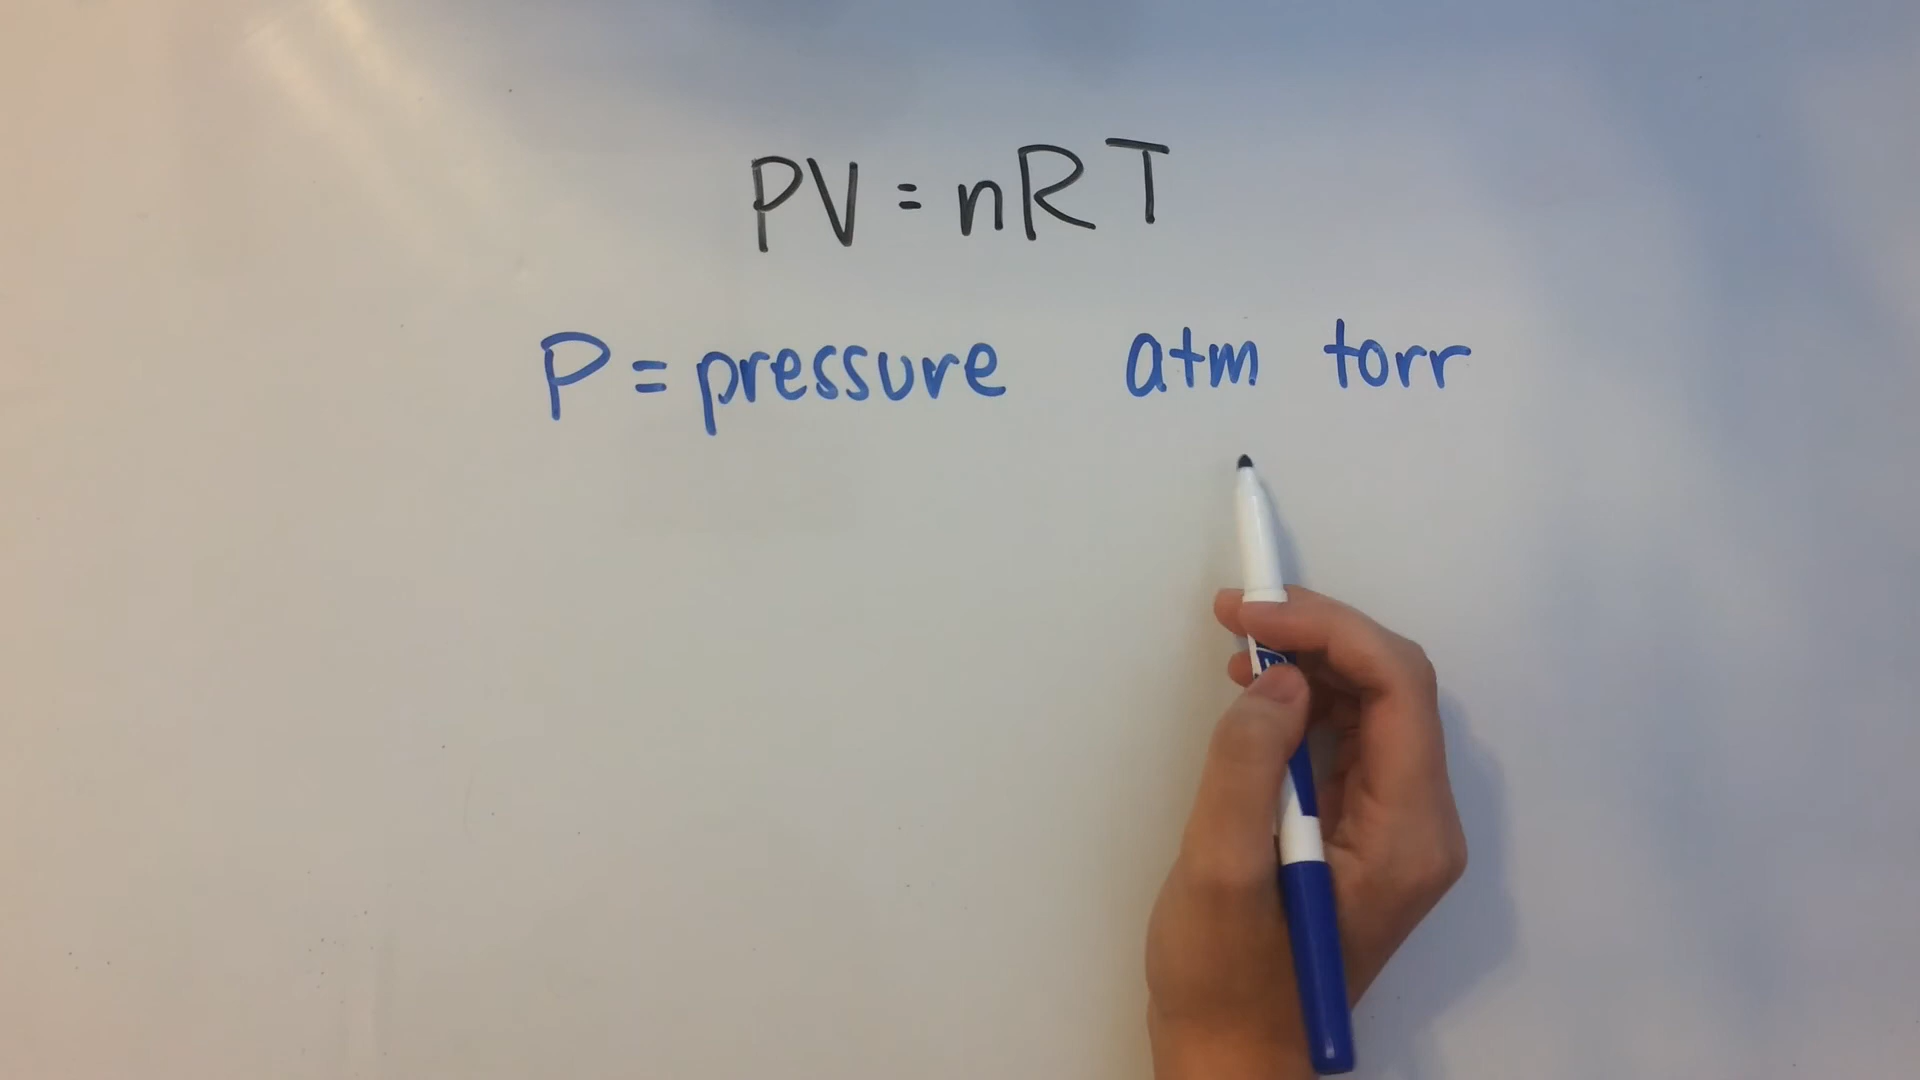 PV = nRT
P = pressure atm torr